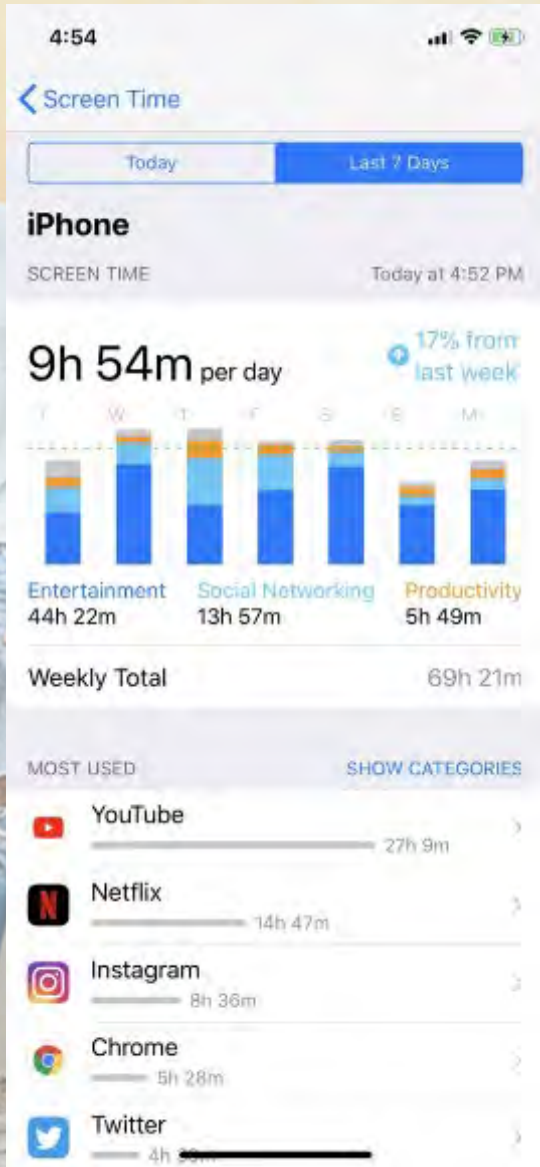 4:54
Screen Time
Today
Last 7 Days
iPhone
SCREEN TIME
Today at 4:52 PM
9h 54m per day
17% from
last week
T W T F S S M
Entertainment
Social Networking
Productivity
44h 22m
13h 57m
5h 49m
Weekly Total
69h 21m
MOST USED
SHOW CATEGORIES
YouTube
27h 9m
Netflix
14h 47m
Instagram
8h 36m
Chrome
5h 28m
Twitter
4h